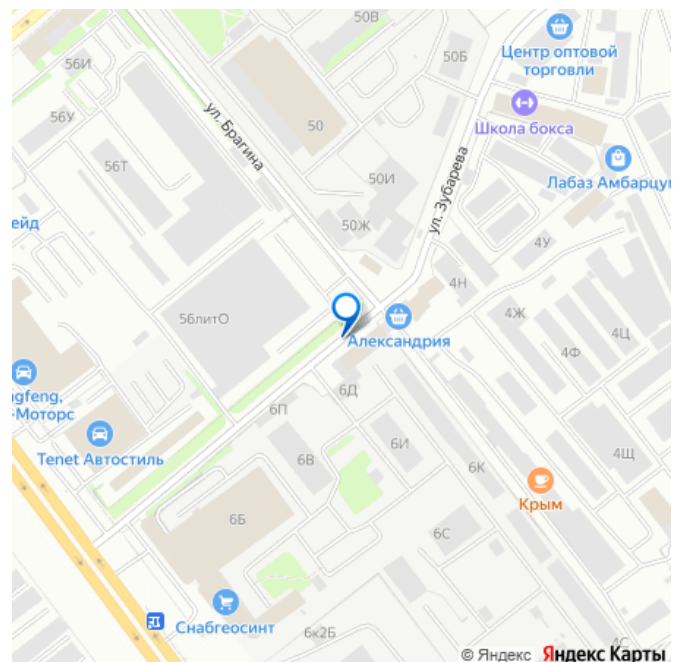 50В
56И
50Б
Центр оптовой
торговли
56У
ул. Брагина
50
Школа бокса
56Т
50И
ул. Зубарева
Лабаз Амбарцу
ейд
50Ж
4У
4Н
56литО
4Ж
Александрия
4Ц
4Ф
gfeng,
-Моторс
6Д
6П
Tenet Автостиль
6И
6В
6К
4Щ
Крым
6Б
6С
Снабгеосинт
6к2Б
4С
© Яндекс Яндекс Карты